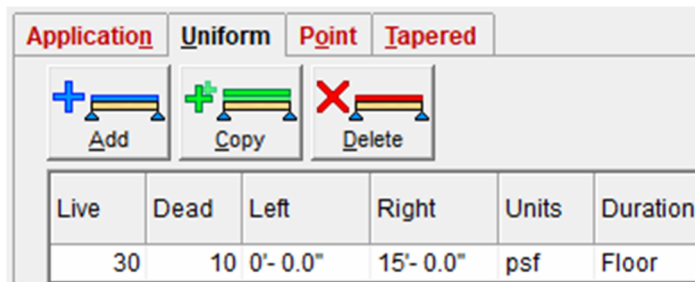 Application Uniform Point Tapered
Add Copy Delete
Live Dead Left Right Units Duration
30 10 0'- 0.0" 15'- 0.0" psf Floor